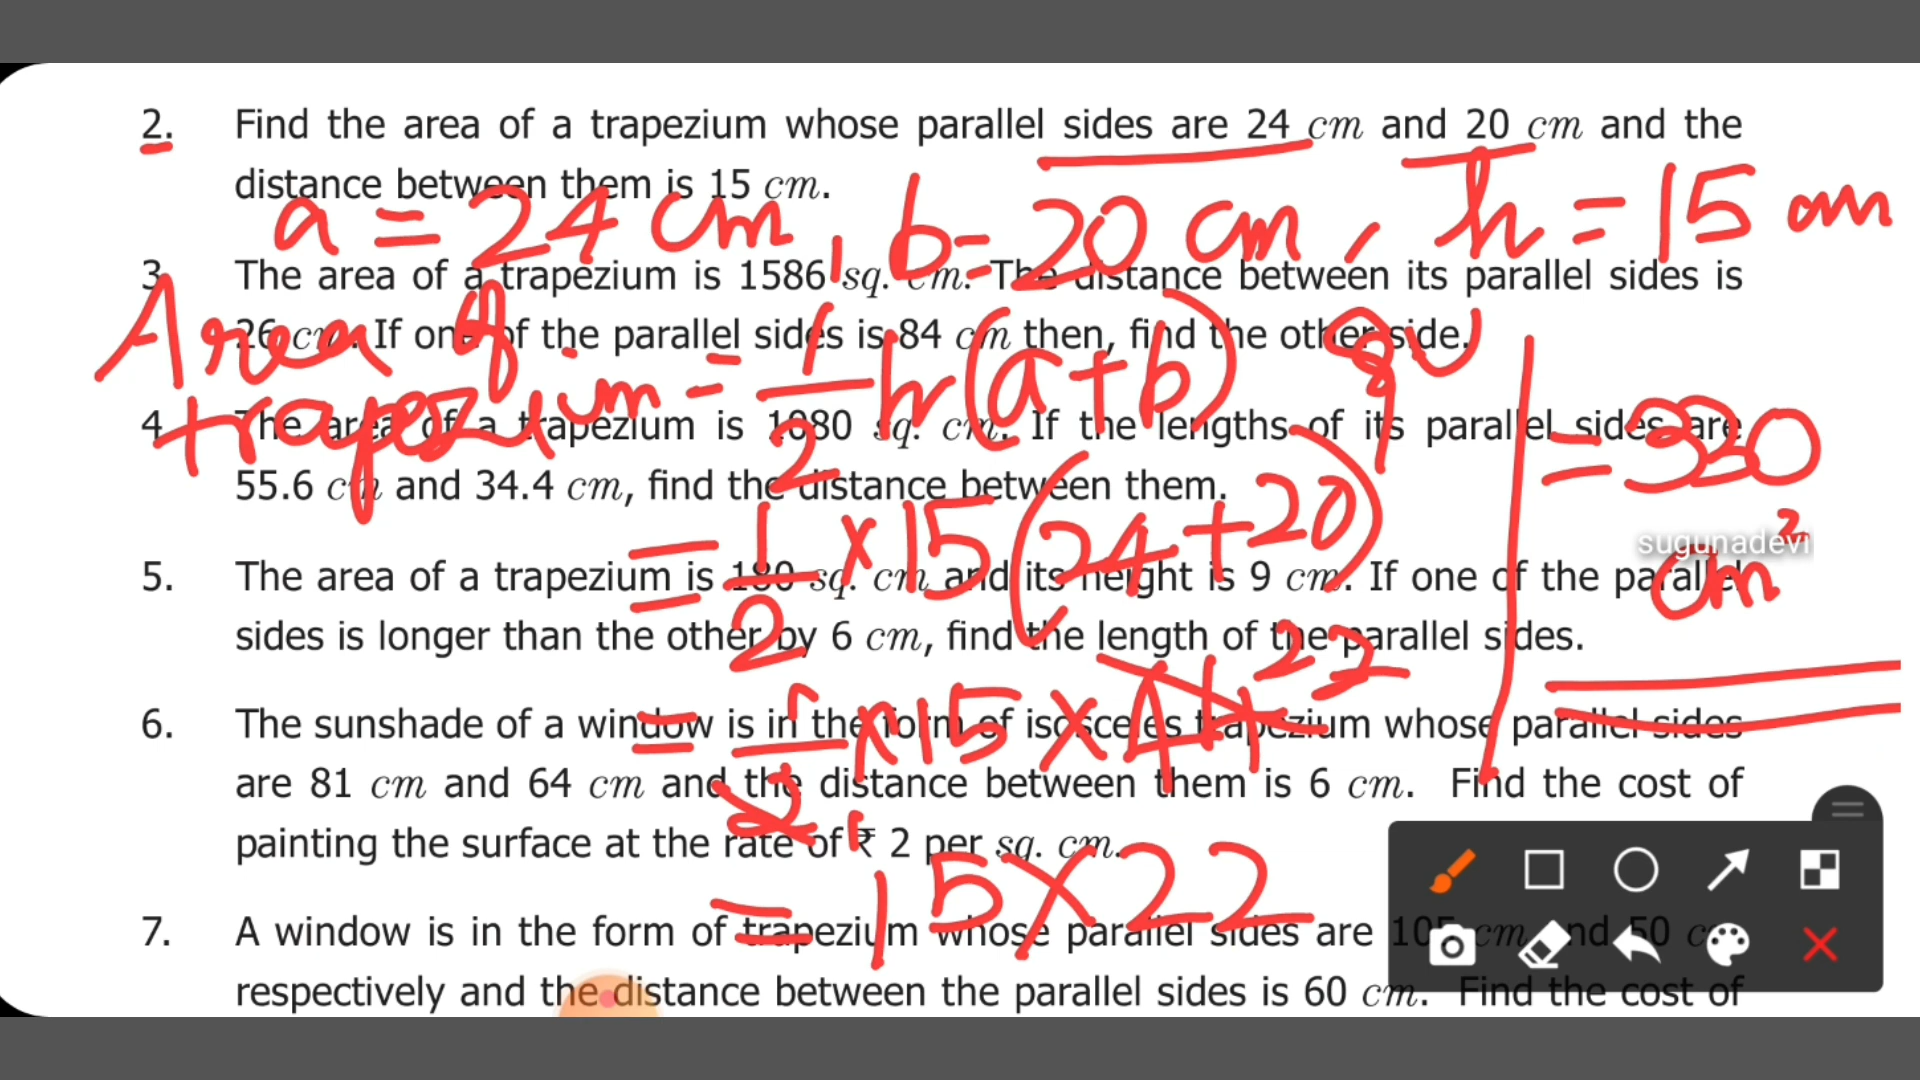 2. Find the area of a trapezium whose parallel sides are 24 cm and 20 cm and the
distance between them is 15 cm.
a = 24 cm, b = 20 cm, h = 15 cm
3. The area of a trapezium is 1586 sq. cm. The distance between its parallel sides is
26 cm. If one of the parallel sides is 84 cm then, find the other side.
Area of
trapezium = 1/2 h(a+b) sq
4. The area of a trapezium is 1080 sq. cm. If the lengths of its parallel sides are
55.6 cm and 34.4 cm, find the distance between them.
= 1/2 × 15 (24+20)
5. The area of a trapezium is 180 sq. cm and its height is 9 cm. If one of the parallel
sides is longer than the other by 6 cm, find the length of the parallel sides.
22
= 1/2 × 15 × 44
1
6. The sunshade of a window is in the form of isosceles trapezium whose parallel sides
are 81 cm and 64 cm and the distance between them is 6 cm. Find the cost of
painting the surface at the rate of ₹ 2 per sq. cm.
= 15 × 22
7. A window is in the form of trapezium whose parallel sides are 105 cm and 50 cm
respectively and the distance between the parallel sides is 60 cm. Find the cost of
= 330
cm²
sugunadevi